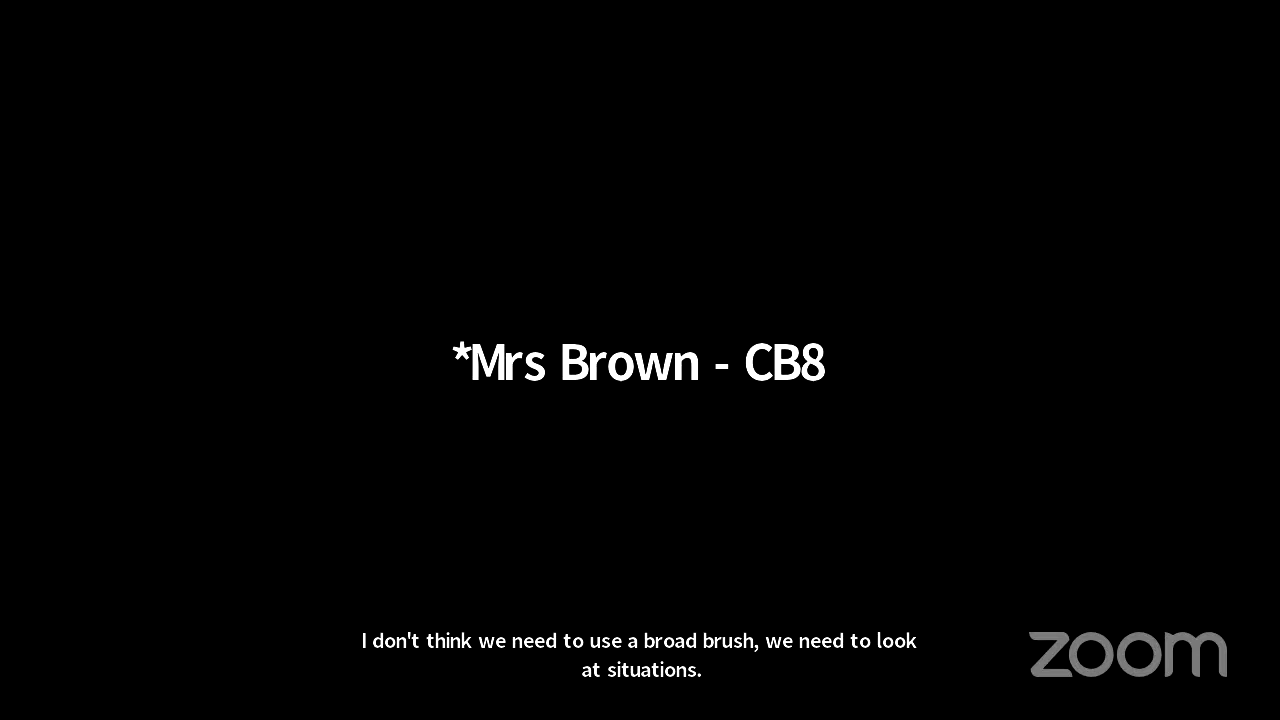 *Mrs Brown - CB8
I don't think we need to use a broad brush, we need to look
at situations.
zoom